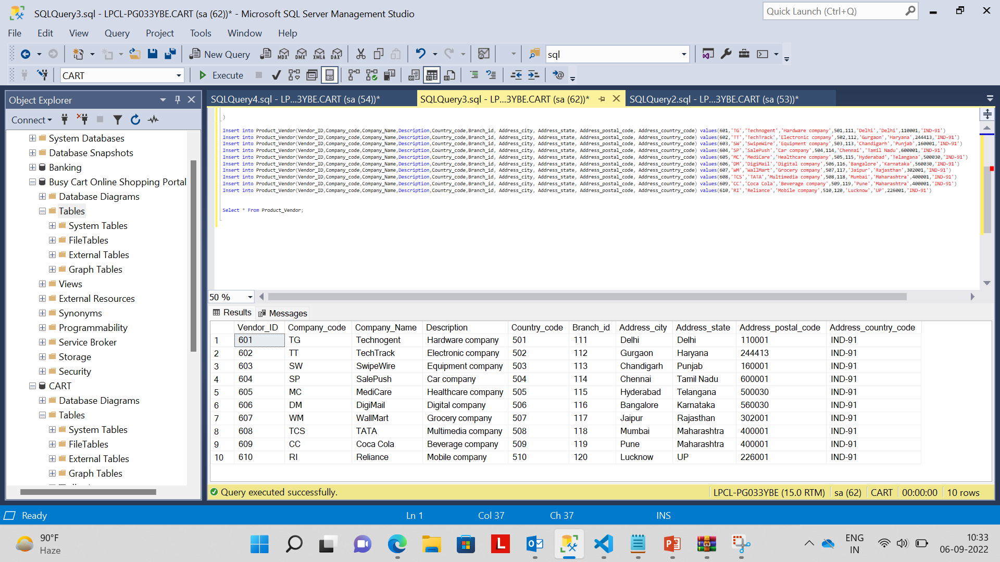 SQLQuery3.sql - LPCL-PG033YBE.CART (sa (62))* - Microsoft SQL Server Management Studio
Quick Launch (Ctrl+Q)
File Edit View Query Project Tools Window Help
New Query MDX DMX XMLA DAX sql
CART Execute
Object Explorer
SQLQuery4.sql - LP...3YBE.CART (sa (54))* SQLQuery3.sql - LP...3YBE.CART (sa (62))* SQLQuery2.sql - LP...3YBE.CART (sa (53))*
Connect
System Databases
Database Snapshots
Banking
Busy Cart Online Shopping Portal
Database Diagrams
Tables
System Tables
FileTables
External Tables
Graph Tables
Views
External Resources
Synonyms
Programmability
Service Broker
Storage
Security
CART
Database Diagrams
Tables
System Tables
FileTables
External Tables
Graph Tables
)
Insert into Product_Vendor(Vendor_ID,Company_code,Company_Name,Description,Country_code,Branch_id, Address_city, Address_state, Address_postal_code, Address_country_code) values(601,'TG','Technogent','Hardware company',501,111,'Delhi','Delhi',110001,'IND-91')
Insert into Product_Vendor(Vendor_ID,Company_code,Company_Name,Description,Country_code,Branch_id, Address_city, Address_state, Address_postal_code, Address_country_code) values(602,'TT','TechTrack','Electronic company',502,112,'Gurgaon','Haryana',244413,'IND-91')
Insert into Product_Vendor(Vendor_ID,Company_code,Company_Name,Description,Country_code,Branch_id, Address_city, Address_state, Address_postal_code, Address_country_code) values(603,'SW','SwipeWire','Equipment company',503,113,'Chandigarh','Punjab',160001,'IND-91')
Insert into Product_Vendor(Vendor_ID,Company_code,Company_Name,Description,Country_code,Branch_id, Address_city, Address_state, Address_postal_code, Address_country_code) values(604,'SP','SalePush','Car company',504,114,'Chennai','Tamil Nadu',600001,'IND-91')
Insert into Product_Vendor(Vendor_ID,Company_code,Company_Name,Description,Country_code,Branch_id, Address_city, Address_state, Address_postal_code, Address_country_code) values(605,'MC','MediCare','Healthcare company',505,115,'Hyderabad','Telangana',500030,'IND-91')
Insert into Product_Vendor(Vendor_ID,Company_code,Company_Name,Description,Country_code,Branch_id, Address_city, Address_state, Address_postal_code, Address_country_code) values(606,'DM','DigiMail','Digital company',506,116,'Bangalore','Karnataka',560030,'IND-91')
Insert into Product_Vendor(Vendor_ID,Company_code,Company_Name,Description,Country_code,Branch_id, Address_city, Address_state, Address_postal_code, Address_country_code) values(607,'WM','WallMart','Grocery company',507,117,'Jaipur','Rajasthan',302001,'IND-91')
Insert into Product_Vendor(Vendor_ID,Company_code,Company_Name,Description,Country_code,Branch_id, Address_city, Address_state, Address_postal_code, Address_country_code) values(608,'TCS','TATA','Multimedia company',508,118,'Mumbai','Maharashtra',400001,'IND-91')
Insert into Product_Vendor(Vendor_ID,Company_code,Company_Name,Description,Country_code,Branch_id, Address_city, Address_state, Address_postal_code, Address_country_code) values(609,'CC','Coca Cola','Beverage company',509,119,'Pune','Maharashtra',400001,'IND-91')
Insert into Product_Vendor(Vendor_ID,Company_code,Company_Name,Description,Country_code,Branch_id, Address_city, Address_state, Address_postal_code, Address_country_code) values(610,'RI','Reliance','Mobile company',510,120,'Lucknow','UP',226001,'IND-91')
Select * From Product_Vendor;
50 %
Results Messages
Vendor_ID Company_code Company_Name Description Country_code Branch_id Address_city Address_state Address_postal_code Address_country_code
1 601 TG Technogent Hardware company 501 111 Delhi Delhi 110001 IND-91
2 602 TT TechTrack Electronic company 502 112 Gurgaon Haryana 244413 IND-91
3 603 SW SwipeWire Equipment company 503 113 Chandigarh Punjab 160001 IND-91
4 604 SP SalePush Car company 504 114 Chennai Tamil Nadu 600001 IND-91
5 605 MC MediCare Healthcare company 505 115 Hyderabad Telangana 500030 IND-91
6 606 DM DigiMail Digital company 506 116 Bangalore Karnataka 560030 IND-91
7 607 WM WallMart Grocery company 507 117 Jaipur Rajasthan 302001 IND-91
8 608 TCS TATA Multimedia company 508 118 Mumbai Maharashtra 400001 IND-91
9 609 CC Coca Cola Beverage company 509 119 Pune Maharashtra 400001 IND-91
10 610 RI Reliance Mobile company 510 120 Lucknow UP 226001 IND-91
Query executed successfully. LPCL-PG033YBE (15.0 RTM) sa (62) CART 00:00:00 10 rows
Ready Ln 1 Col 37 Ch 37 INS
90°F
Haze
L
ENG
IN
10:33
06-09-2022